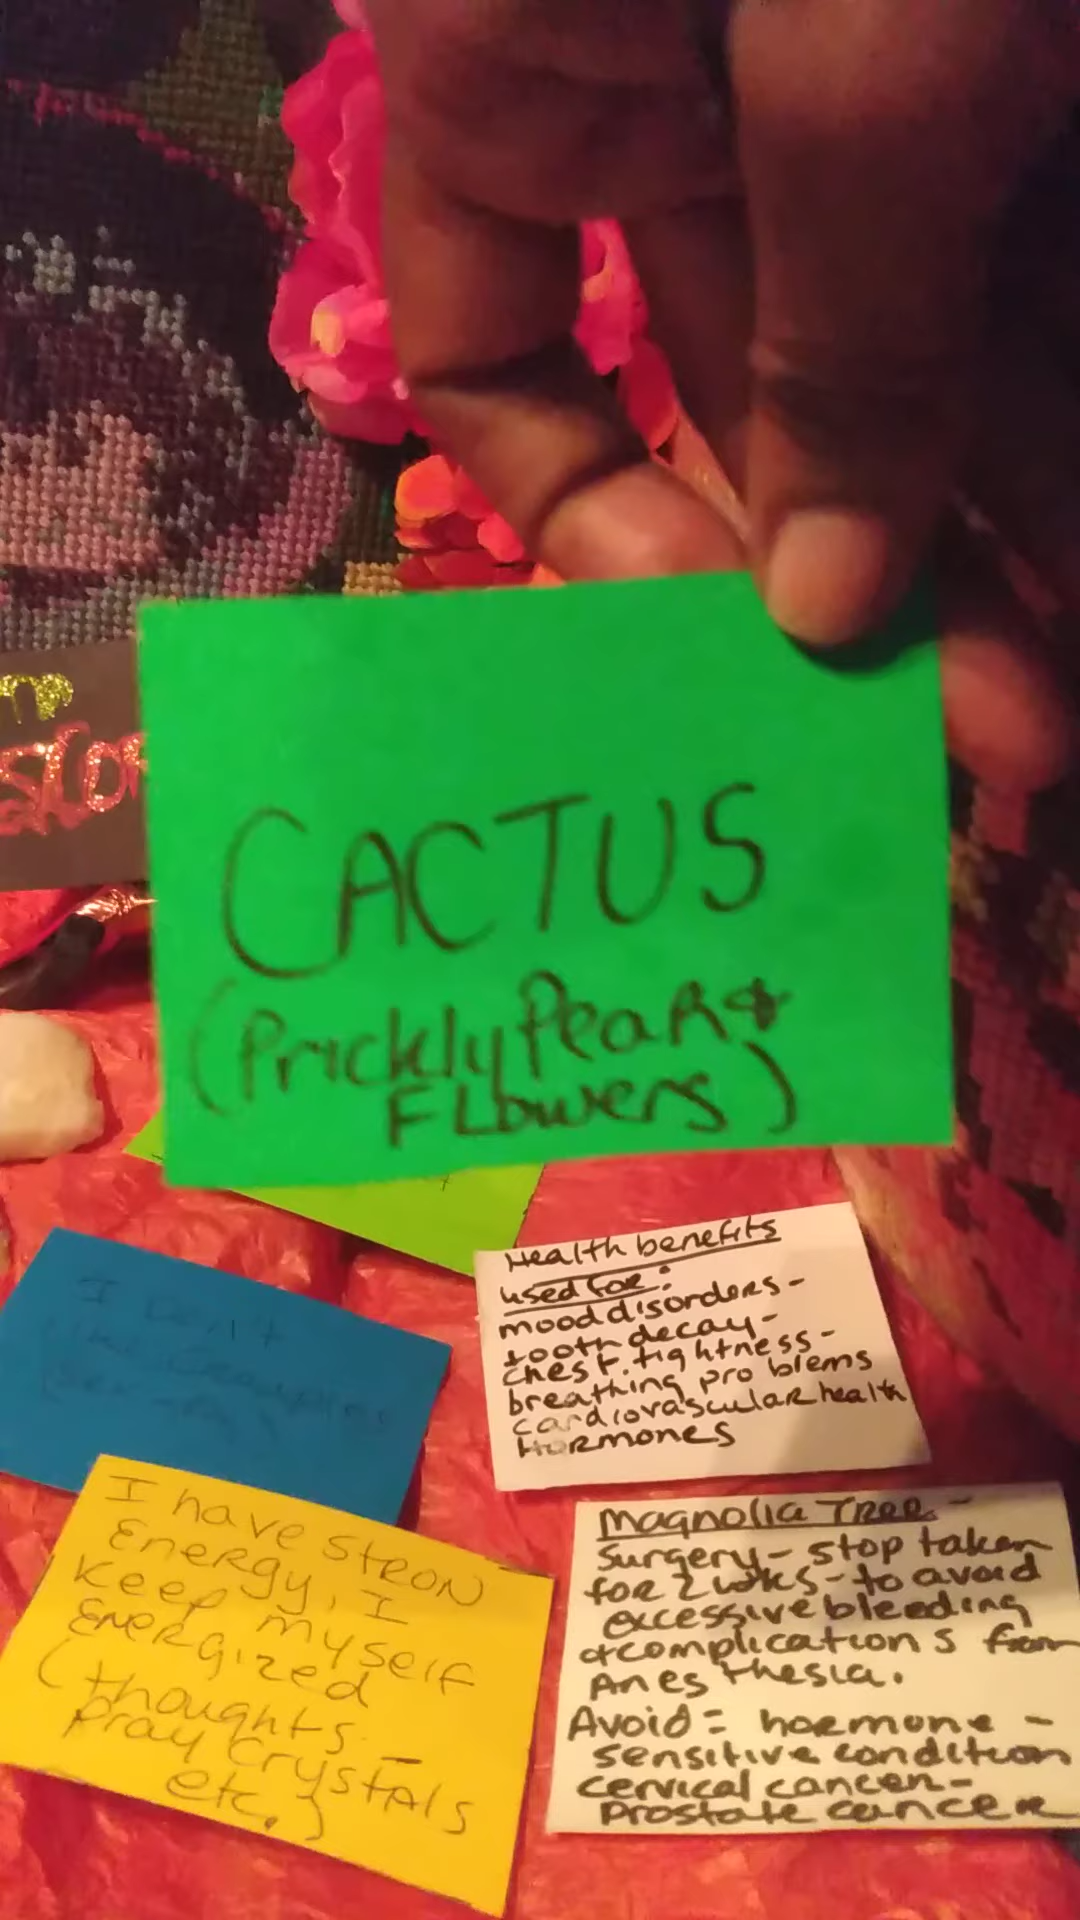 CACTUS
(Prickly Pear &
FLowers)
Health benefits
used for:
mood disorders-
tooth decay-
chest tightness-
breathing problems
cardiovascular health
Hormones
I Don't
I have stron
Energy, I
Keep myself
Energized
(thoughts
pray crystals
etc.)
Magnolia Tree-
Surgery- stop taken
for 2 wks- to avoid
excessive bleeding
& complications from
Anesthesia.
Avoid= hormone-
sensitive condition
cervical cancer-
Prostate cancer